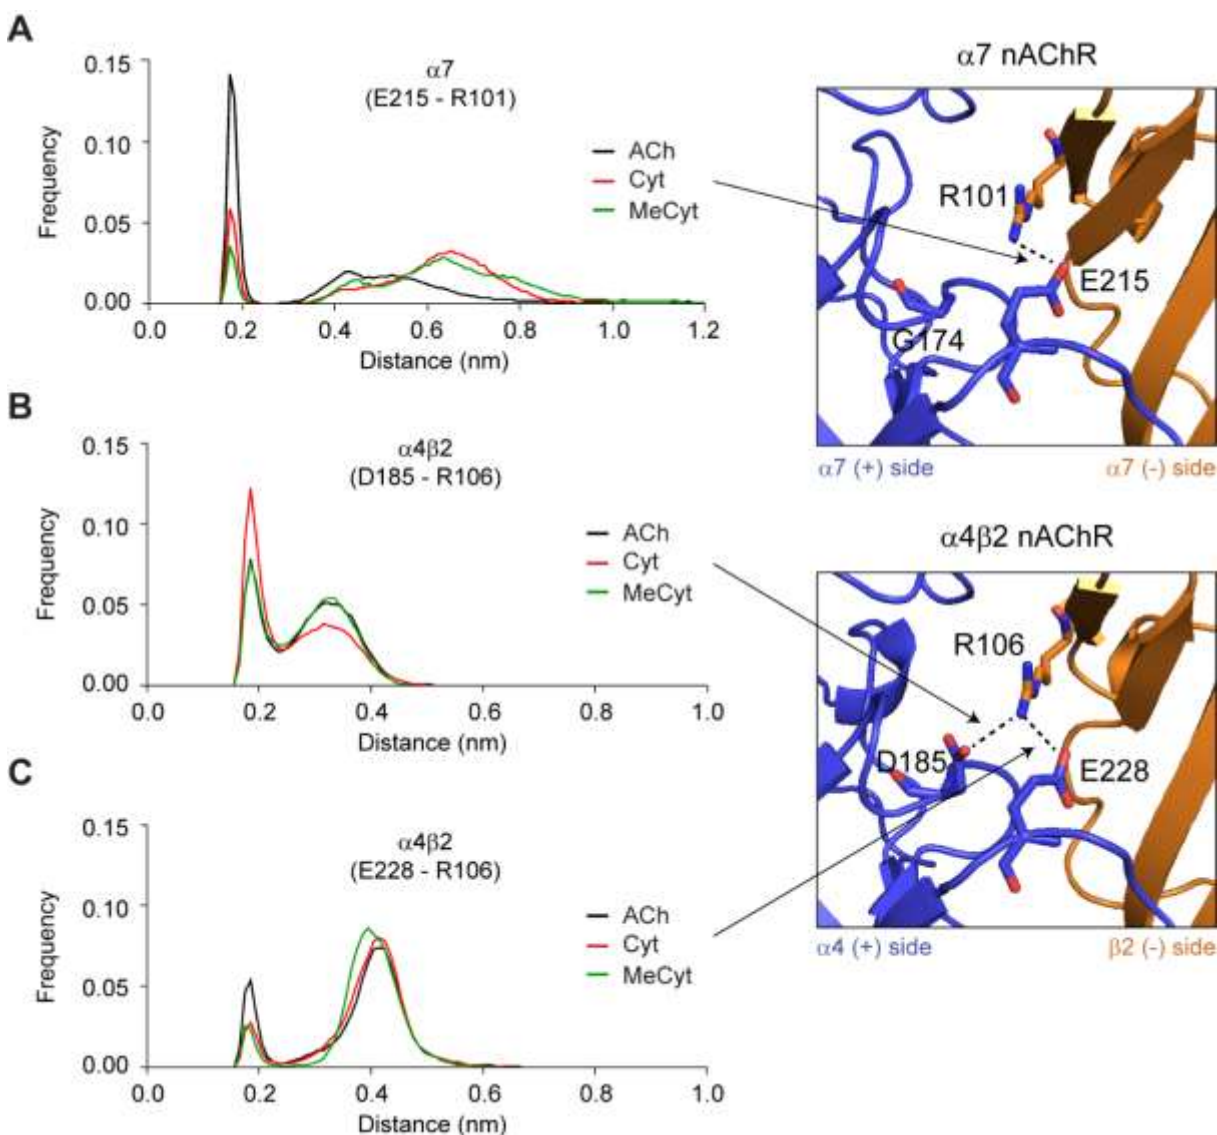 A
α7
(E215 - R101)
Frequency
0.15
0.10
0.05
0.00
ACh
Cyt
MeCyt
0.0 0.2 0.4 0.6 0.8 1.0 1.2
Distance (nm)
α7 nAChR
R101
E215
G174
α7 (+) side
α7 (-) side
B
α4β2
(D185 - R106)
Frequency
0.15
0.10
0.05
0.00
ACh
Cyt
MeCyt
0.0 0.2 0.4 0.6 0.8 1.0
Distance (nm)
α4β2 nAChR
R106
D185
E228
α4 (+) side
β2 (-) side
C
α4β2
(E228 - R106)
Frequency
0.15
0.10
0.05
0.00
ACh
Cyt
MeCyt
0.0 0.2 0.4 0.6 0.8 1.0
Distance (nm)